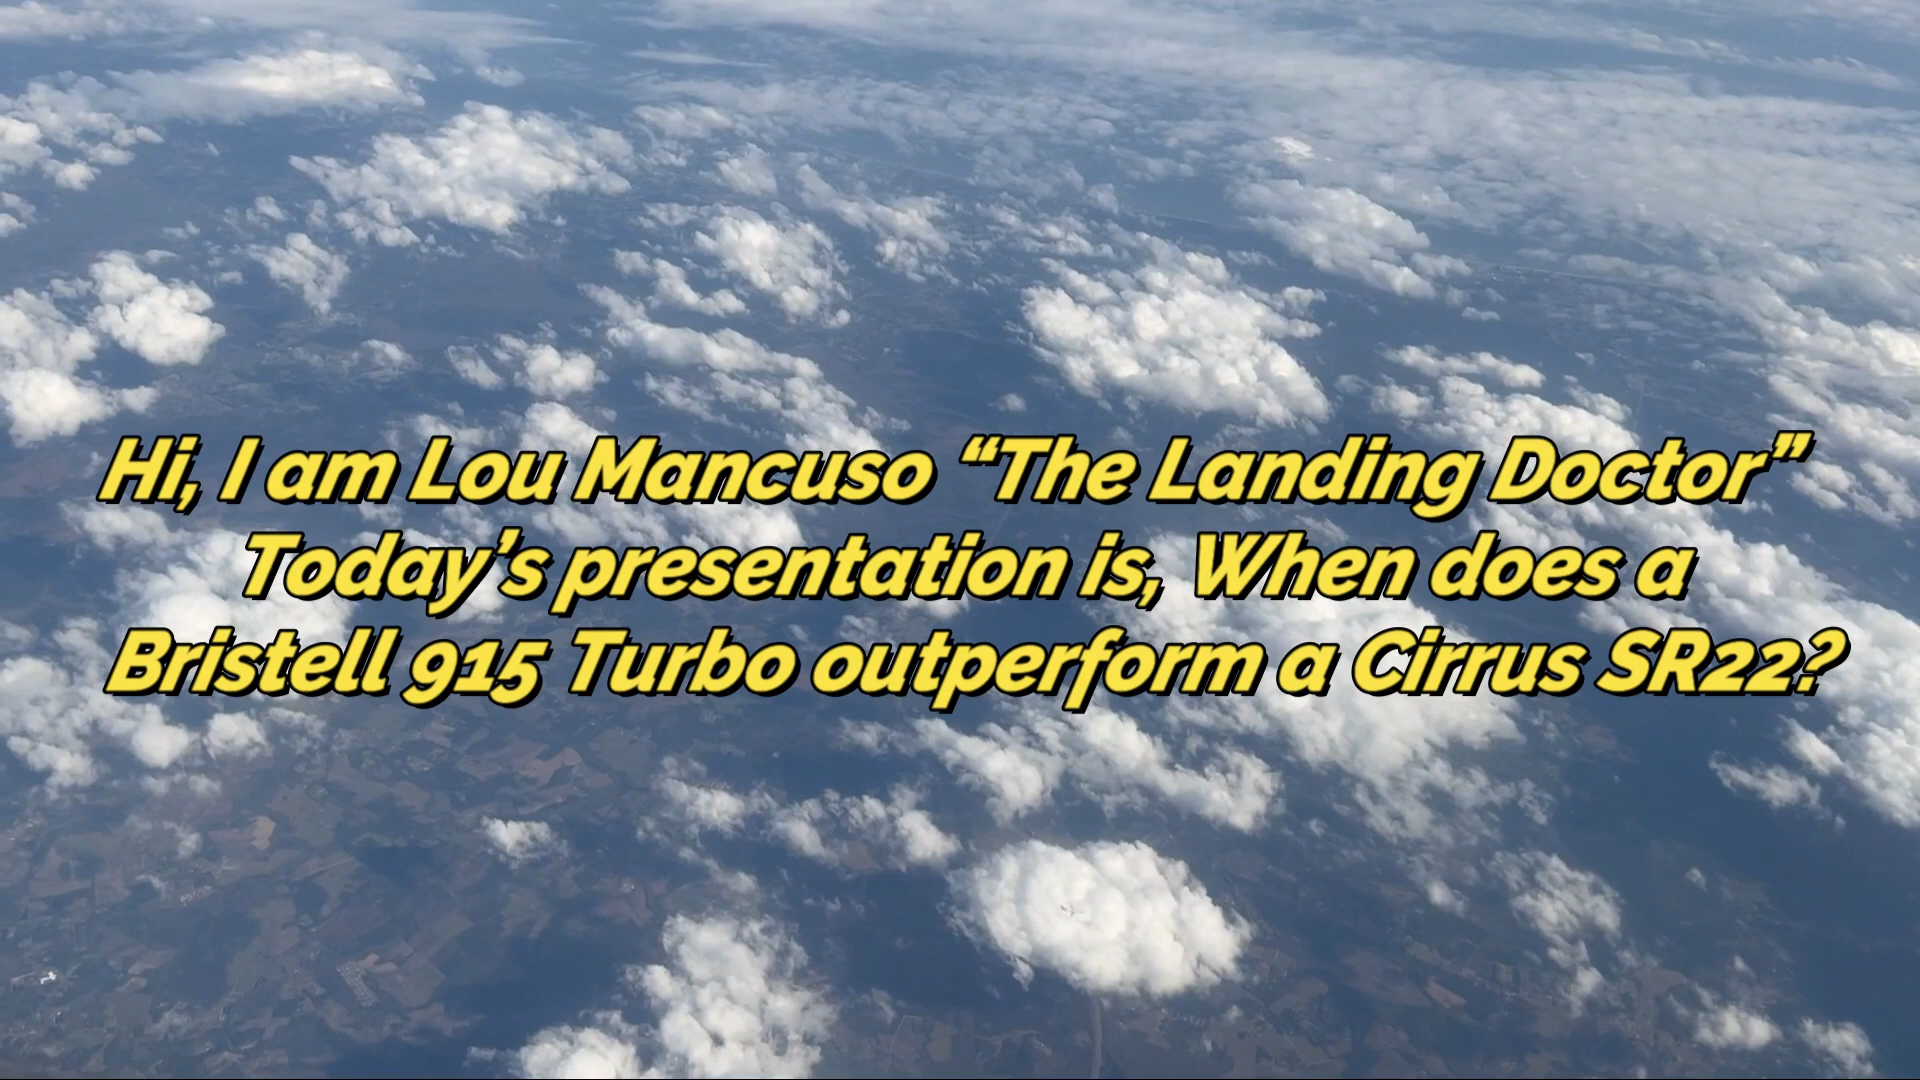 Hi, I am Lou Mancuso “The Landing Doctor”
Today’s presentation is, When does a
Bristell 915 Turbo outperform a Cirrus SR22?